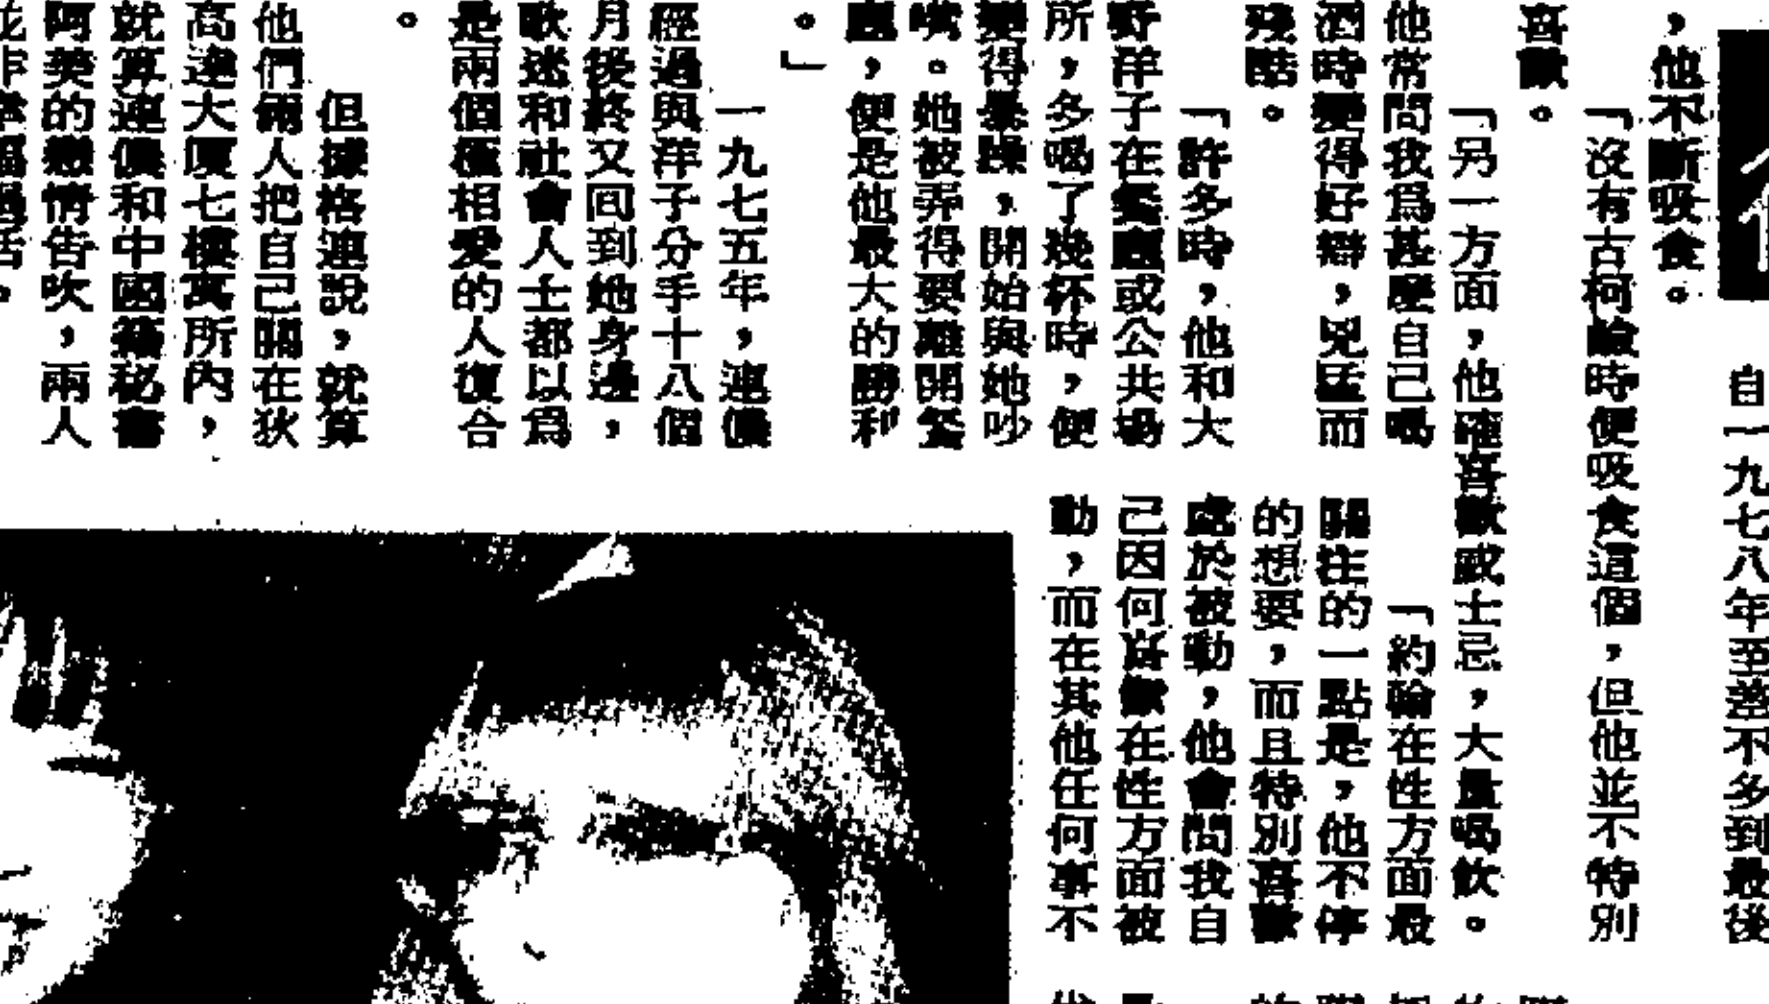 自一九七八年至差不多到最後
，他不斷吸食。
「沒有古柯鹼時便吸食這個，但他並不特別
喜歡。
「另一方面，他確喜歡威士忌，大量喝飲。
他常問我爲甚麼自己喝
酒時變得好辯，兇猛而
殘酷。
「許多時，他和大
野洋子在餐廳或公共場
所，多喝了幾杯時，便
變得暴躁，開始與她吵
嘴。她被弄得要離開餐
廳，便是他最大的勝利
。」
一九七五年，連儂
經過與洋子分手十八個
月後終又回到她身邊，
歌迷和社會人士都以爲
是兩個極相愛的人復合
。
但據格連說，就算
他們兩人把自己關在狄
高達大廈七樓寓所內，
就算連儂和中國籍秘書
阿美的戀情告吹，兩人
並非幸福過活。
「約翰在性方面最
關注的一點是，他不停
的想要，而且特別喜歡
處於被動，他會問我自
己因何喜歡在性方面被
動，而在其他任何事不